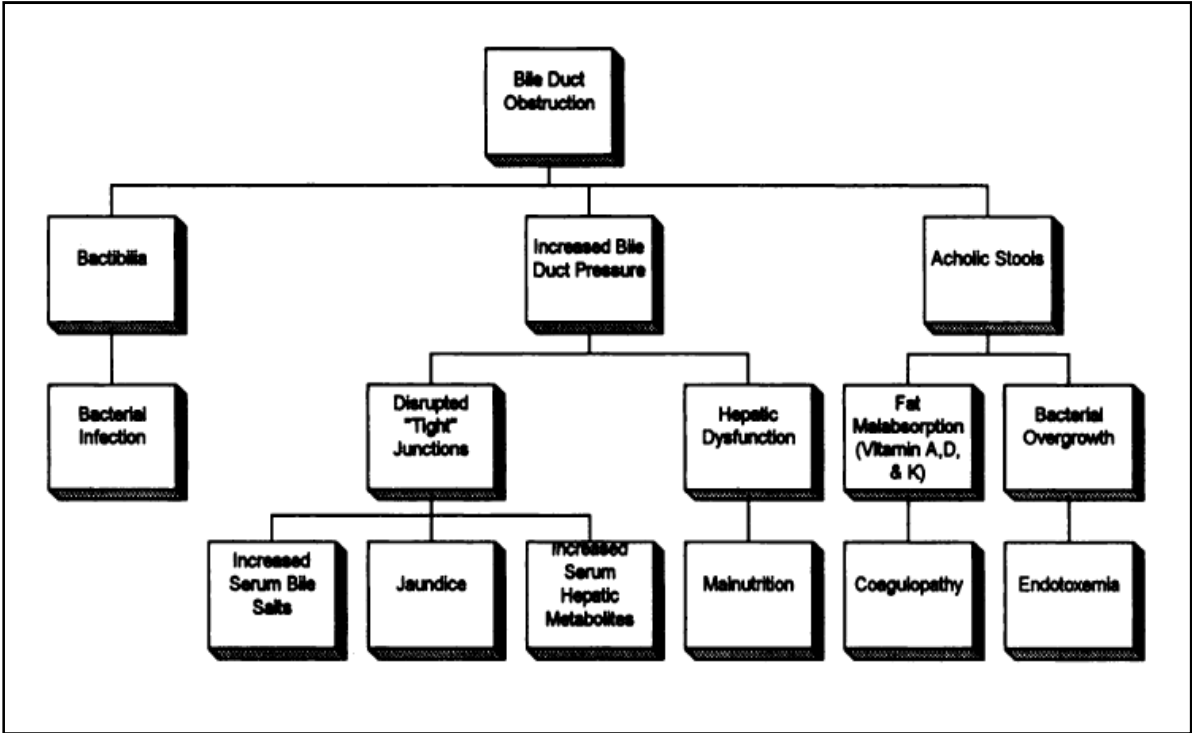 Bile Duct
Obstruction
Bactibilia
Increased Bile
Duct Pressure
Acholic Stools
Bacterial
Infection
Disrupted
"Tight"
Junctions
Hepatic
Dysfunction
Fat
Malabsorption
(Vitamin A,D,
& K)
Bacterial
Overgrowth
Increased
Serum Bile
Salts
Jaundice
Increased
Serum
Hepatic
Metabolites
Malnutrition
Coagulopathy
Endotoxemia